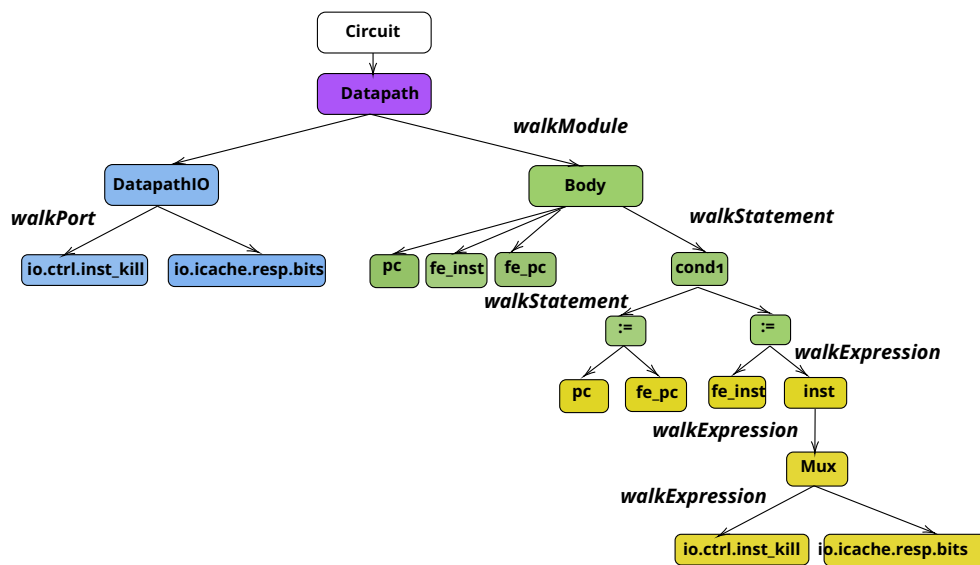 Circuit
Datapath
walkModule
DatapathIO
Body
walkPort
walkStatement
io.ctrl.inst_kill
io.icache.resp.bits
pc
fe_inst
fe_pc
cond1
walkStatement
:=
:=
walkExpression
pc
fe_pc
fe_inst
inst
walkExpression
Mux
walkExpression
io.ctrl.inst_kill
io.icache.resp.bits